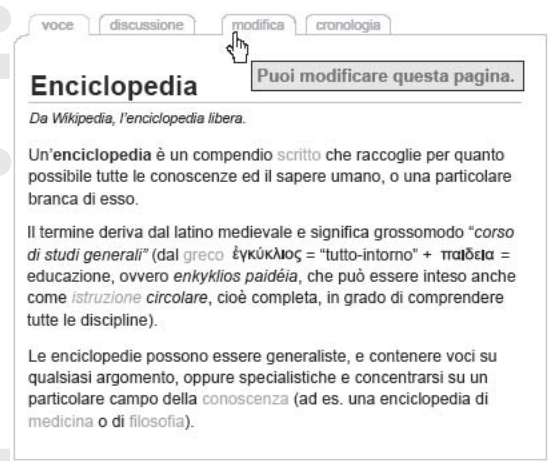 voce discussione modifica cronologia
Puoi modificare questa pagina.
Enciclopedia
Da Wikipedia, l'enciclopedia libera.
Un'enciclopedia è un compendio scritto che raccoglie per quanto
possibile tutte le conoscenze ed il sapere umano, o una particolare
branca di esso.
Il termine deriva dal latino medievale e significa grossomodo “corso
di studi generali” (dal greco ἐγκύκλιος = “tutto-intorno” + παιδεια =
educazione, ovvero enkyklios paidéia, che può essere inteso anche
come istruzione circolare, cioè completa, in grado di comprendere
tutte le discipline).
Le enciclopedie possono essere generaliste, e contenere voci su
qualsiasi argomento, oppure specialistiche e concentrarsi su un
particolare campo della conoscenza (ad es. una enciclopedia di
medicina o di filosofia).